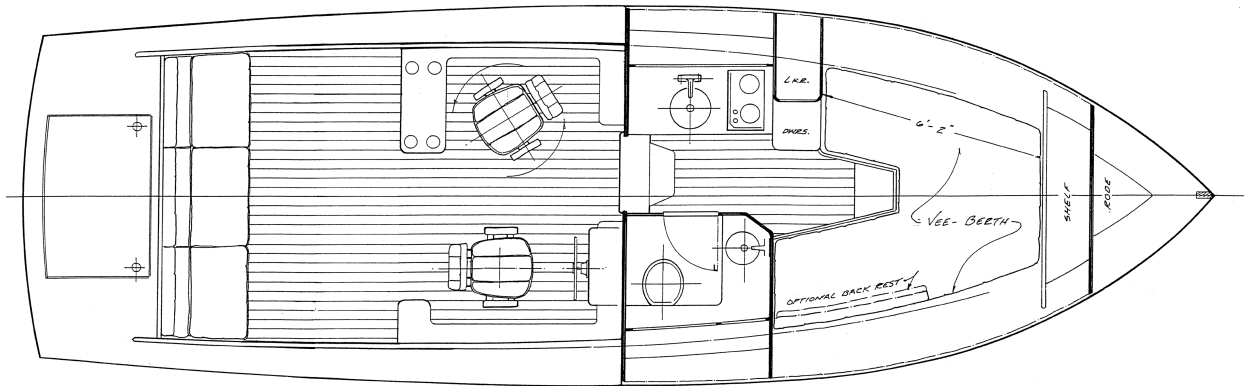 LKR.
DWRS.
6'-2"
VEE-BERTH
SHELF
RODE
OPTIONAL BACK REST